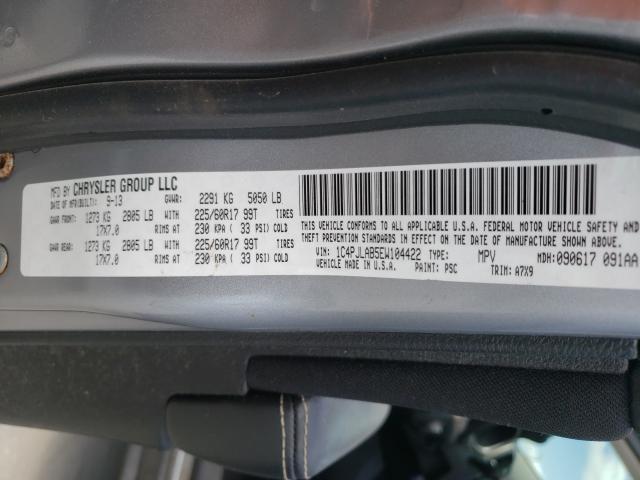 MFD BY CHRYSLER GROUP LLC
DATE OF MFR(BUILT): 9-13 GVWR: 2291 KG 5050 LB
GAWR FRONT: 1273 KG 2805 LB WITH 225/60R17 99T TIRES
17X7.0 RIMS AT 230 KPA ( 33 PSI) COLD
GAWR REAR: 1273 KG 2805 LB WITH 225/60R17 99T TIRES
17X7.0 RIMS AT 230 KPA ( 33 PSI) COLD
THIS VEHICLE CONFORMS TO ALL APPLICABLE U.S.A. FEDERAL MOTOR VEHICLE SAFETY
STANDARDS IN EFFECT ON THE DATE OF MANUFACTURE SHOWN ABOVE.
VIN: 1C4PJLAB5EW104422 TYPE: MPV MDH:090617 091AA
VEHICLE MADE IN U.S.A. PAINT: PSC TRIM: A7X9